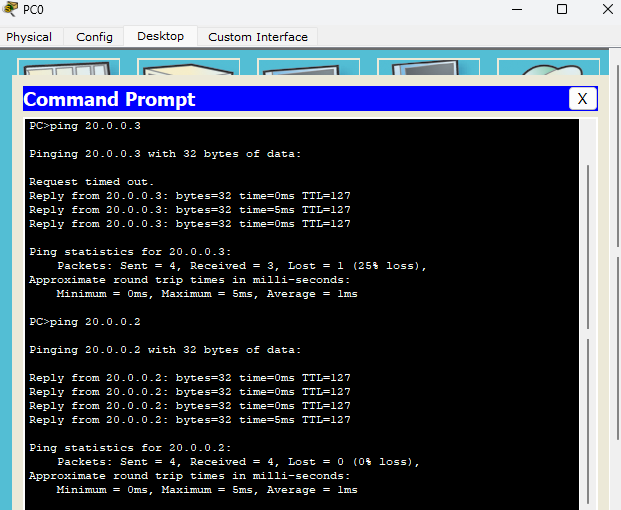 PC0
Physical Config Desktop Custom Interface
Command Prompt X
PC>ping 20.0.0.3
Pinging 20.0.0.3 with 32 bytes of data:
Request timed out.
Reply from 20.0.0.3: bytes=32 time=0ms TTL=127
Reply from 20.0.0.3: bytes=32 time=5ms TTL=127
Reply from 20.0.0.3: bytes=32 time=0ms TTL=127
Ping statistics for 20.0.0.3:
Packets: Sent = 4, Received = 3, Lost = 1 (25% loss),
Approximate round trip times in milli-seconds:
Minimum = 0ms, Maximum = 5ms, Average = 1ms
PC>ping 20.0.0.2
Pinging 20.0.0.2 with 32 bytes of data:
Reply from 20.0.0.2: bytes=32 time=0ms TTL=127
Reply from 20.0.0.2: bytes=32 time=0ms TTL=127
Reply from 20.0.0.2: bytes=32 time=0ms TTL=127
Reply from 20.0.0.2: bytes=32 time=5ms TTL=127
Ping statistics for 20.0.0.2:
Packets: Sent = 4, Received = 4, Lost = 0 (0% loss),
Approximate round trip times in milli-seconds:
Minimum = 0ms, Maximum = 5ms, Average = 1ms